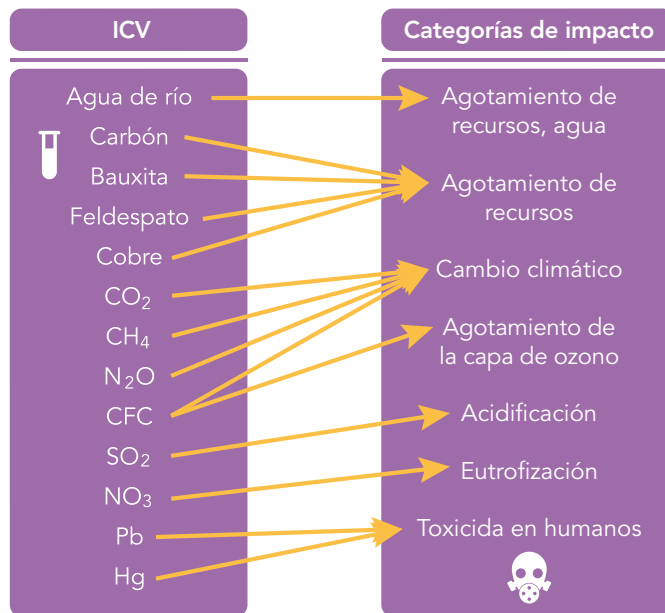 ICV
Agua de río
Carbón
Bauxita
Feldespato
Cobre
CO₂
CH₄
N₂O
CFC
SO₂
NO₃
Pb
Hg
Categorías de impacto
Agotamiento de
recursos, agua
Agotamiento de
recursos
Cambio climático
Agotamiento de
la capa de ozono
Acidificación
Eutrofización
Toxicida en humanos